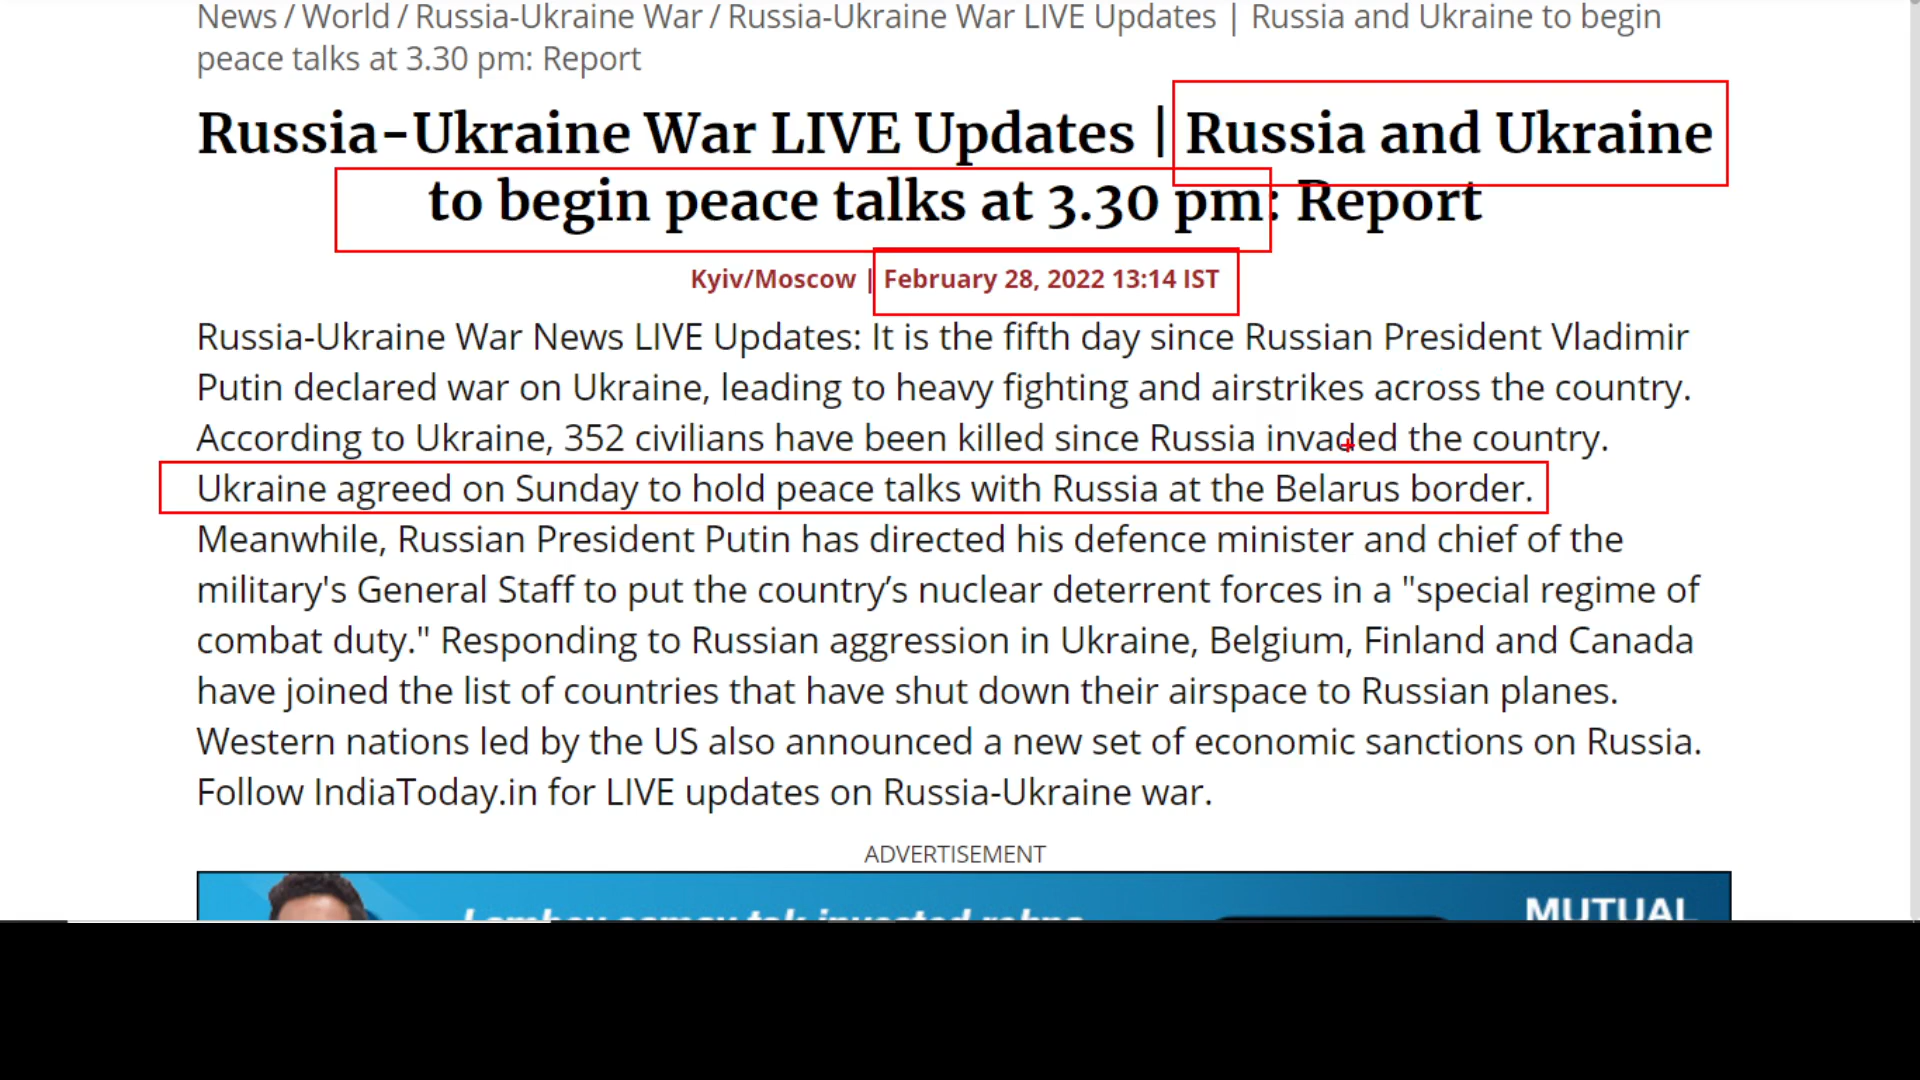 News / World / Russia-Ukraine War / Russia-Ukraine War LIVE Updates | Russia and Ukraine to begin
peace talks at 3.30 pm: Report
Russia-Ukraine War LIVE Updates | Russia and Ukraine
to begin peace talks at 3.30 pm: Report
Kyiv/Moscow | February 28, 2022 13:14 IST
Russia-Ukraine War News LIVE Updates: It is the fifth day since Russian President Vladimir
Putin declared war on Ukraine, leading to heavy fighting and airstrikes across the country.
According to Ukraine, 352 civilians have been killed since Russia invaded the country.
Ukraine agreed on Sunday to hold peace talks with Russia at the Belarus border.
Meanwhile, Russian President Putin has directed his defence minister and chief of the
military's General Staff to put the country’s nuclear deterrent forces in a "special regime of
combat duty." Responding to Russian aggression in Ukraine, Belgium, Finland and Canada
have joined the list of countries that have shut down their airspace to Russian planes.
Western nations led by the US also announced a new set of economic sanctions on Russia.
Follow IndiaToday.in for LIVE updates on Russia-Ukraine war.
ADVERTISEMENT
MUTUAL